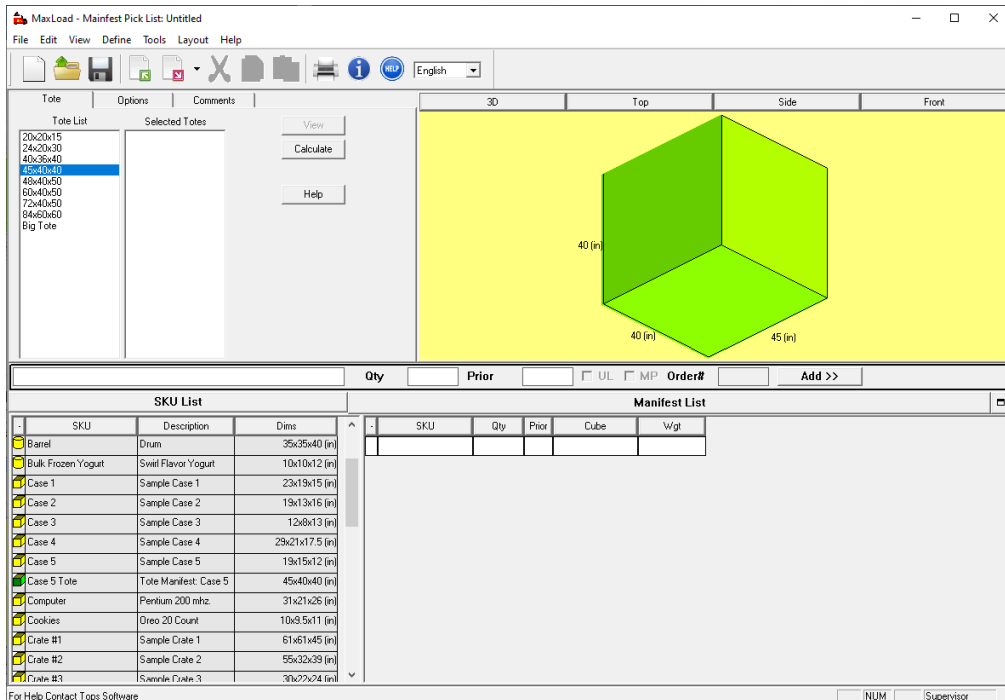 MaxLoad - Mainfest Pick List: Untitled
File Edit View Define Tools Layout Help
HELP English
Tote Options Comments 3D Top Side Front
Tote List Selected Totes View
20x20x15
24x20x30
40x36x40
45x40x40
48x40x50
60x40x50
72x40x50
84x60x60
Big Tote
Calculate
Help
40 (in)
40 (in) 45 (in)
Qty Prior UL MP Order# Add >>
SKU List Manifest List
- SKU Description Dims - SKU Qty Prior Cube Wgt
Barrel Drum 35x35x40 (in)
Bulk Frozen Yogurt Swirl Flavor Yogurt 10x10x12 (in)
Case 1 Sample Case 1 23x19x15 (in)
Case 2 Sample Case 2 19x13x16 (in)
Case 3 Sample Case 3 12x8x13 (in)
Case 4 Sample Case 4 29x21x17.5 (in)
Case 5 Sample Case 5 19x15x12 (in)
Case 5 Tote Tote Manifest: Case 5 45x40x40 (in)
Computer Pentium 200 mhz. 31x21x26 (in)
Cookies Oreo 20 Count 10x9.5x11 (in)
Crate #1 Sample Crate 1 61x61x45 (in)
Crate #2 Sample Crate 2 55x32x39 (in)
Crate #3 Sample Crate 3 30x22x24 (in)
For Help Contact Tops Software NUM Supervisor